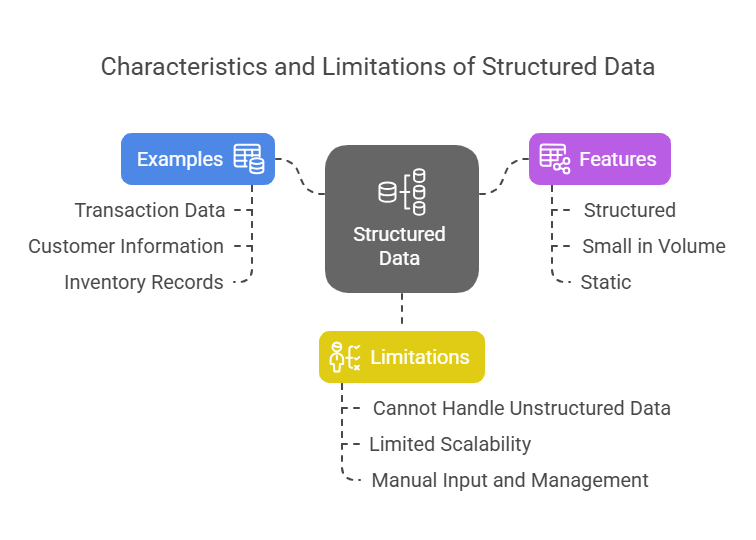 Characteristics and Limitations of Structured Data
Examples
Transaction Data
Customer Information
Inventory Records
Structured
Data
Features
Structured
Small in Volume
Static
Limitations
Cannot Handle Unstructured Data
Limited Scalability
Manual Input and Management